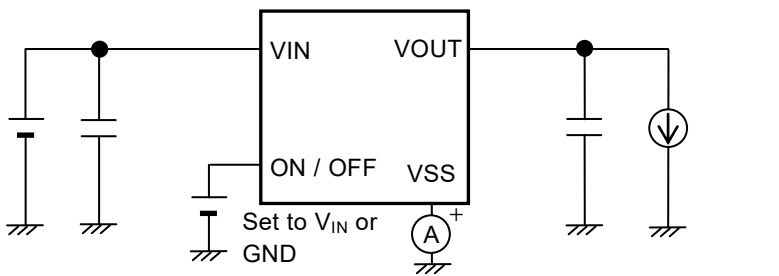 VIN
VOUT
ON / OFF
VSS
Set to VIN or
GND
+
A